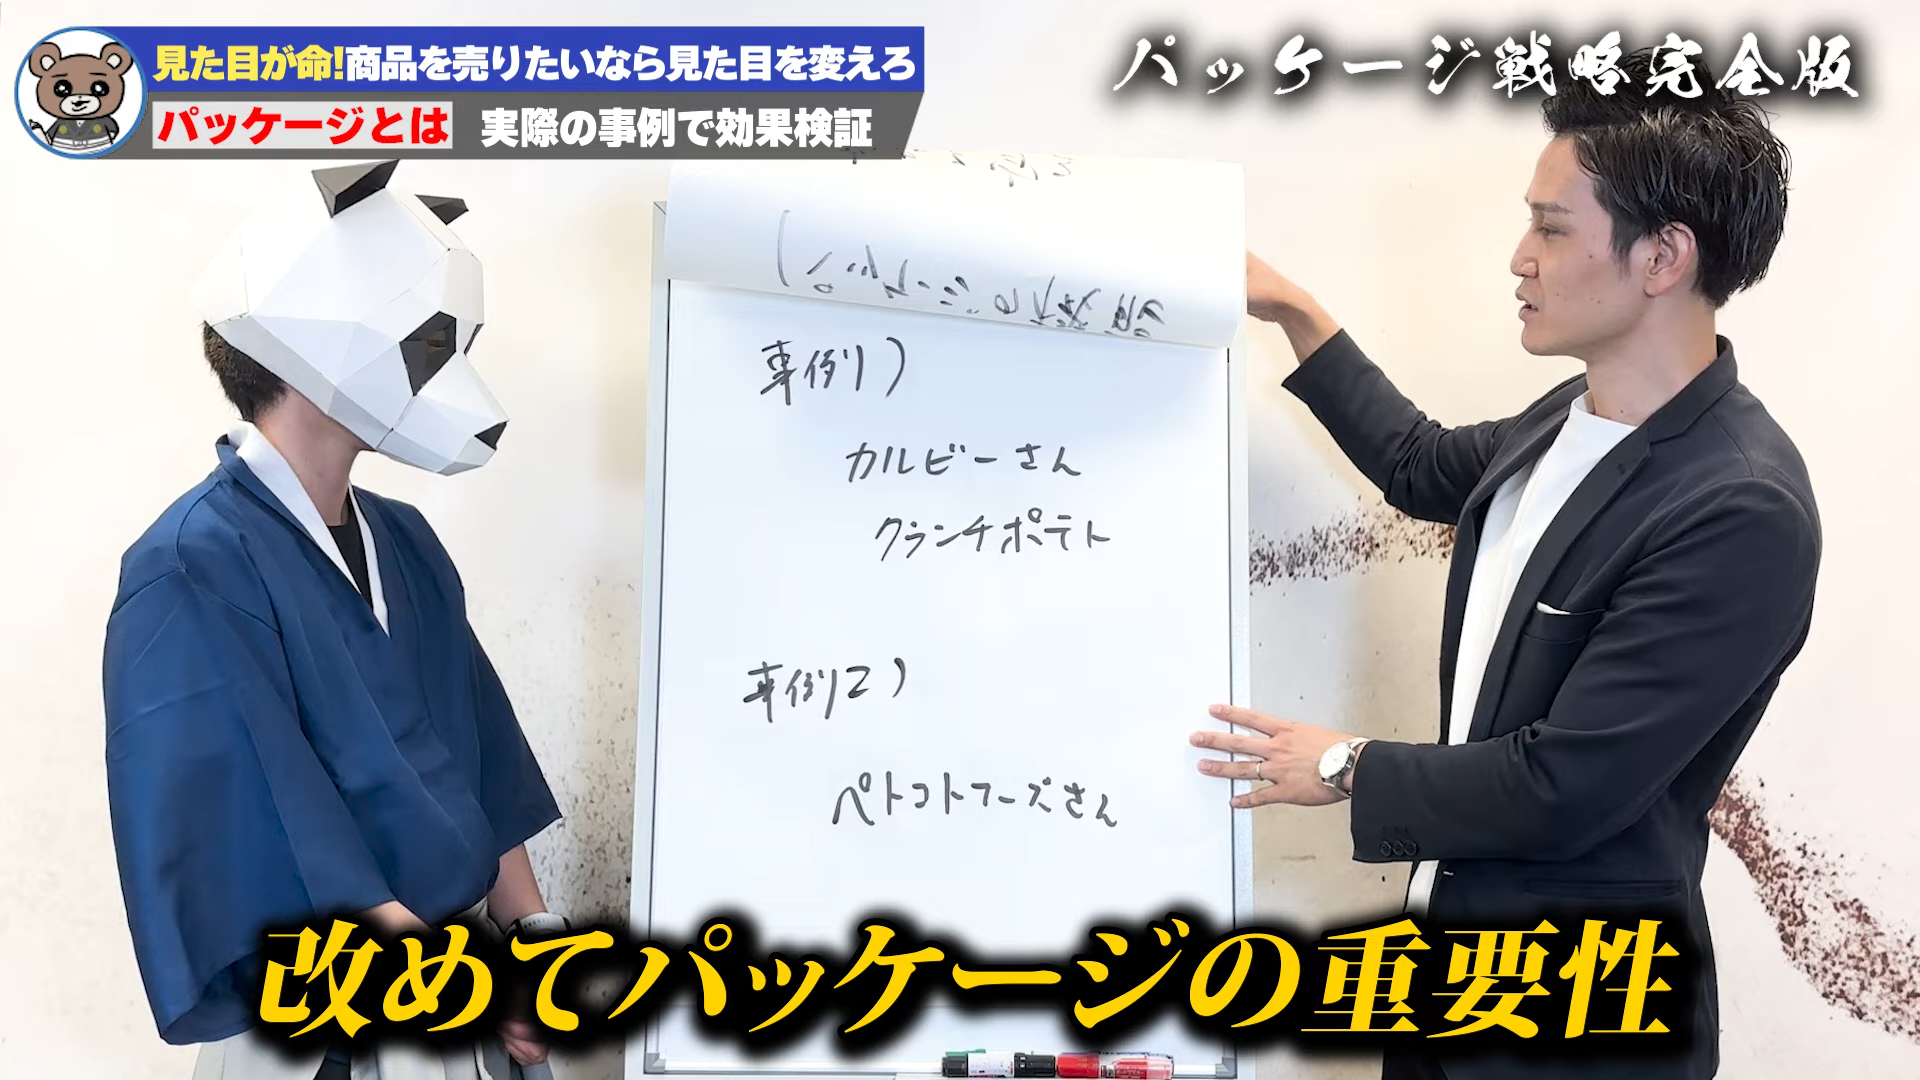 見た目が命!商品を売りたいなら見た目を変えろ
パッケージとは 実際の事例で効果検証
パッケージ戦略完全版
事例1)
カルビーさん
クランチポテト
事例2)
ペトコトフーズさん
改めてパッケージの重要性